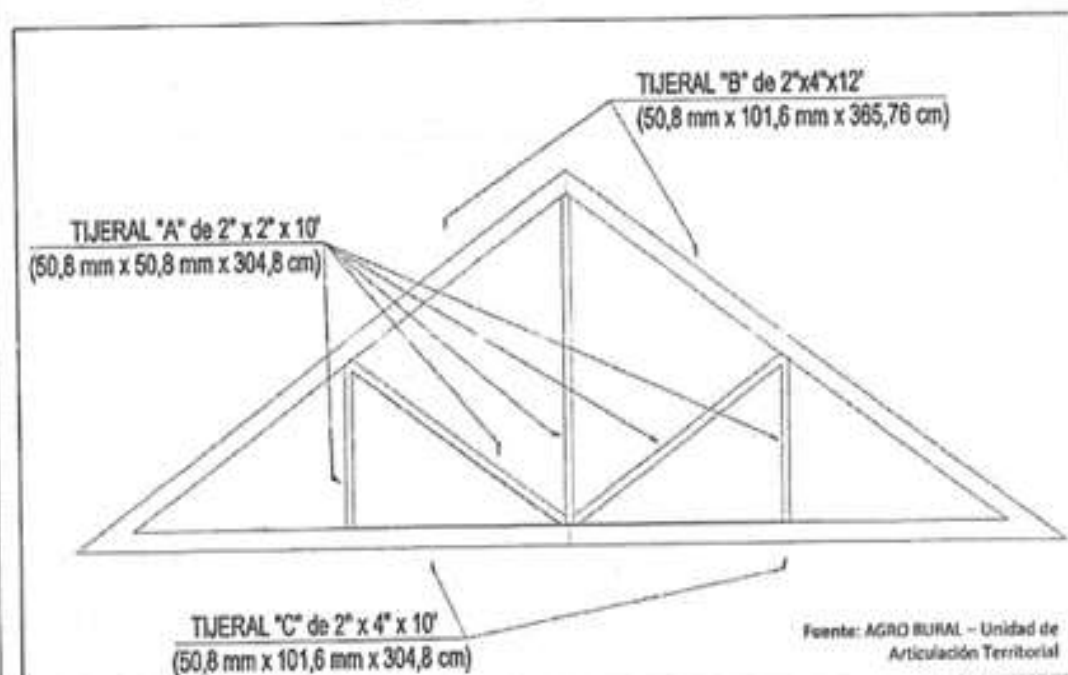 TIJERAL "B" de 2"x4"x12'
(50,8 mm x 101,6 mm x 365,76 cm)
TIJERAL "A" de 2" x 2" x 10'
(50,8 mm x 50,8 mm x 304,8 cm)
TIJERAL "C" de 2" x 4" x 10'
(50,8 mm x 101,6 mm x 304,8 cm)
Fuente: AGRO RURAL – Unidad de
Articulación Territorial